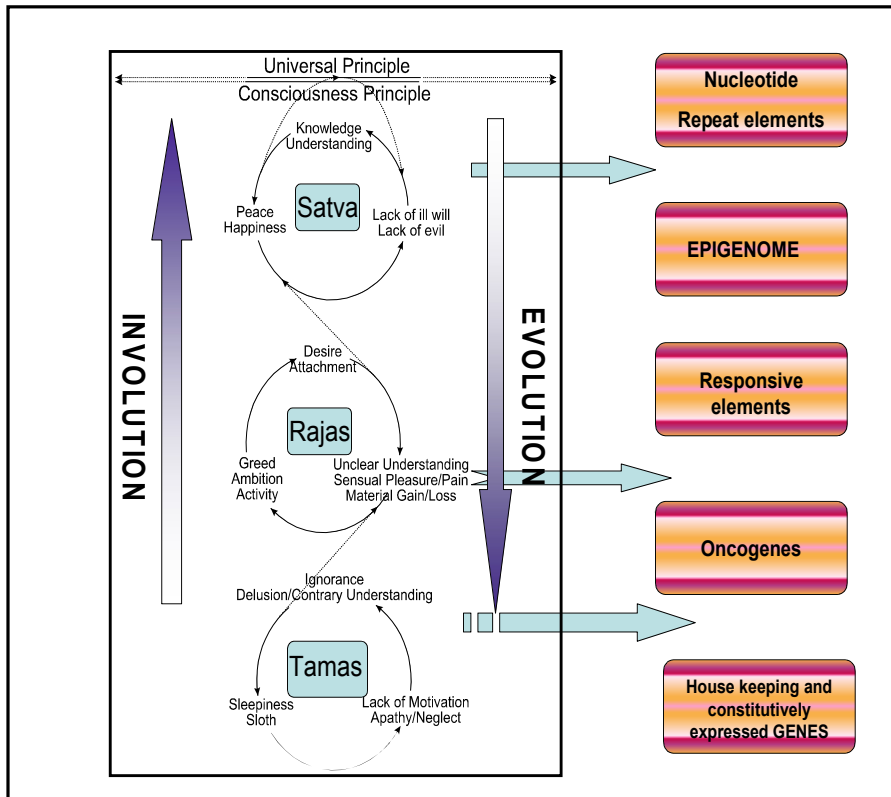 Universal Principle
Consciousness Principle
Knowledge
Understanding
Satva
Peace
Happiness
Lack of ill will
Lack of evil
INVOLUTION
EVOLUTION
Desire
Attachment
Rajas
Greed
Ambition
Activity
Unclear Understanding
Sensual Pleasure/Pain
Material Gain/Loss
Ignorance
Delusion/Contrary Understanding
Tamas
Sleepiness
Sloth
Lack of Motivation
Apathy/Neglect
Nucleotide
Repeat elements
EPIGENOME
Responsive
elements
Oncogenes
House keeping and
constitutively
expressed GENES